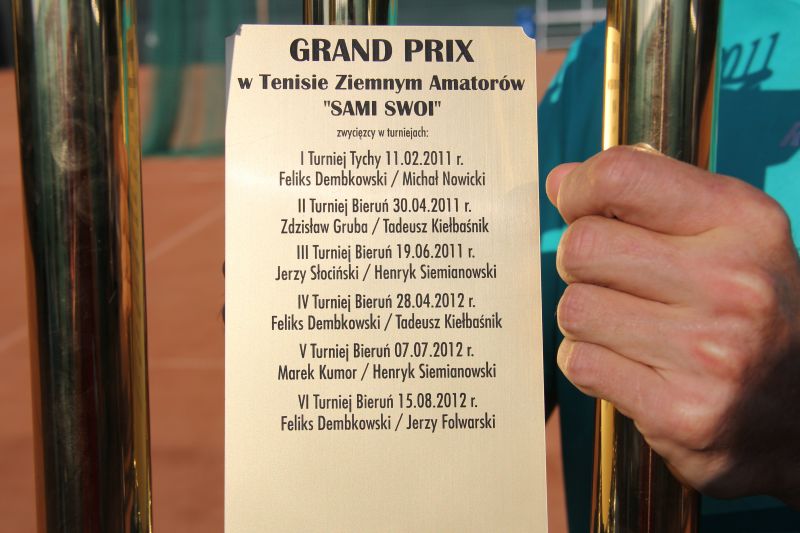 GRAND PRIX
w Tenisie Ziemnym Amatorów
"SAMI SWOI"
zwycięzcy w turniejach:
I Turniej Tychy 11.02.2011 r.
Feliks Dembkowski / Michał Nowicki
II Turniej Bieruń 30.04.2011 r.
Zdzisław Gruba / Tadeusz Kiełbaśnik
III Turniej Bieruń 19.06.2011 r.
Jerzy Słociński / Henryk Siemianowski
IV Turniej Bieruń 28.04.2012 r.
Feliks Dembkowski / Tadeusz Kiełbaśnik
V Turniej Bieruń 07.07.2012 r.
Marek Kumor / Henryk Siemianowski
VI Turniej Bieruń 15.08.2012 r.
Feliks Dembkowski / Jerzy Folwarski